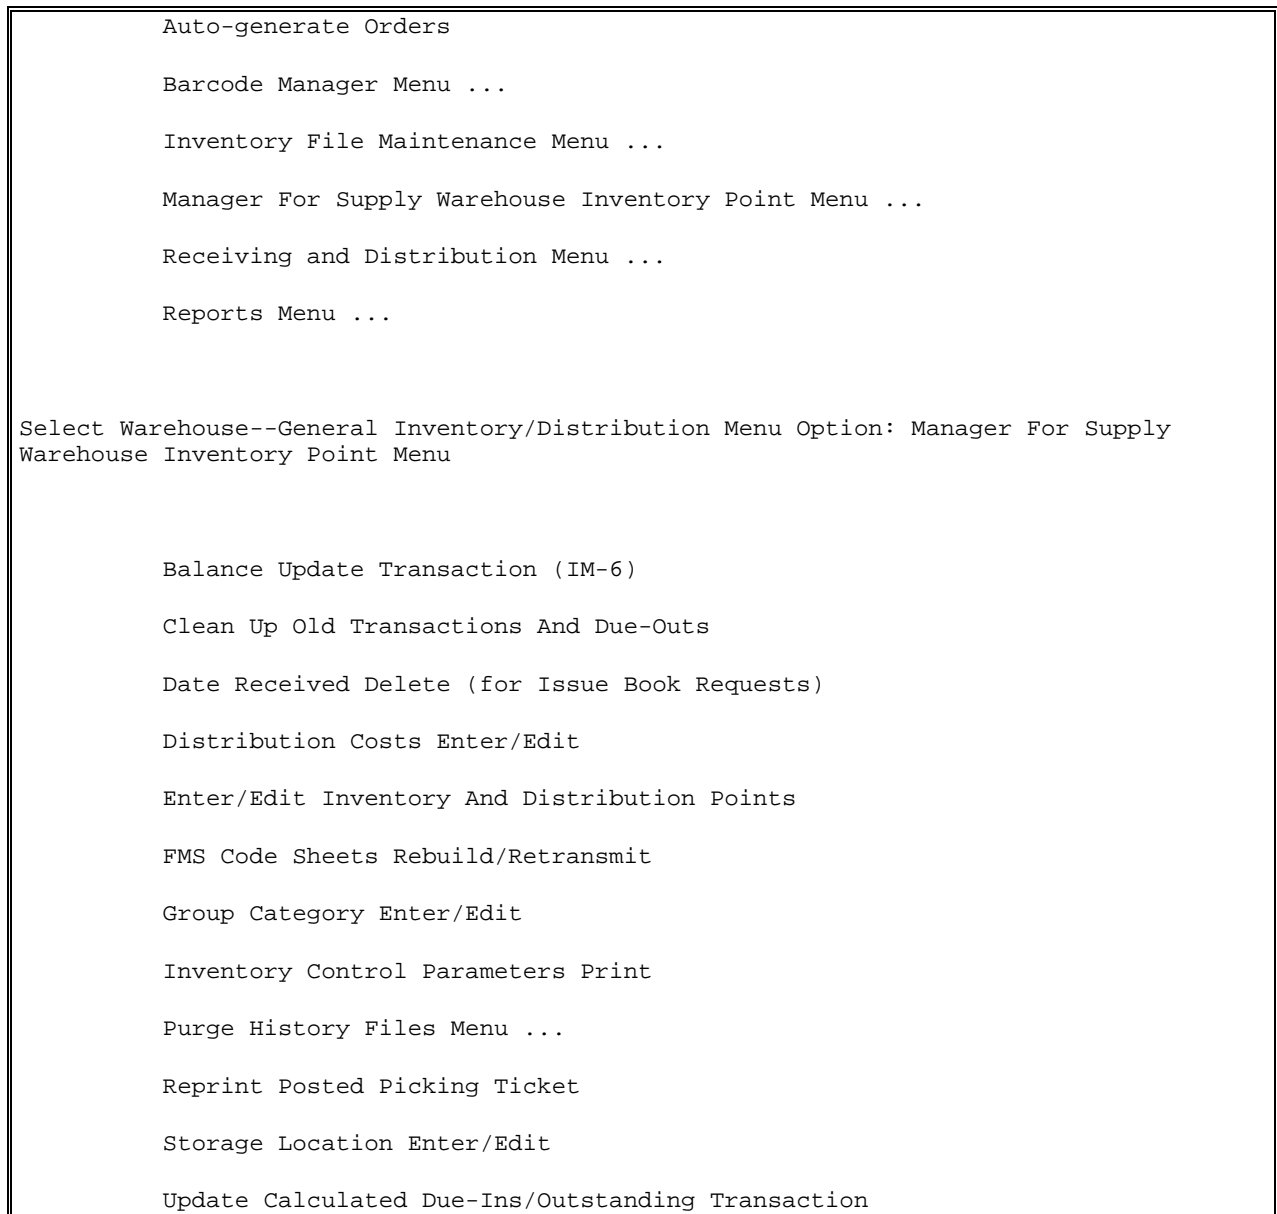 Auto-generate Orders
Barcode Manager Menu ...
Inventory File Maintenance Menu ...
Manager For Supply Warehouse Inventory Point Menu ...
Receiving and Distribution Menu ...
Reports Menu ...
Select Warehouse--General Inventory/Distribution Menu Option: Manager For Supply
Warehouse Inventory Point Menu
Balance Update Transaction (IM-6)
Clean Up Old Transactions And Due-Outs
Date Received Delete (for Issue Book Requests)
Distribution Costs Enter/Edit
Enter/Edit Inventory And Distribution Points
FMS Code Sheets Rebuild/Retransmit
Group Category Enter/Edit
Inventory Control Parameters Print
Purge History Files Menu ...
Reprint Posted Picking Ticket
Storage Location Enter/Edit
Update Calculated Due-Ins/Outstanding Transaction